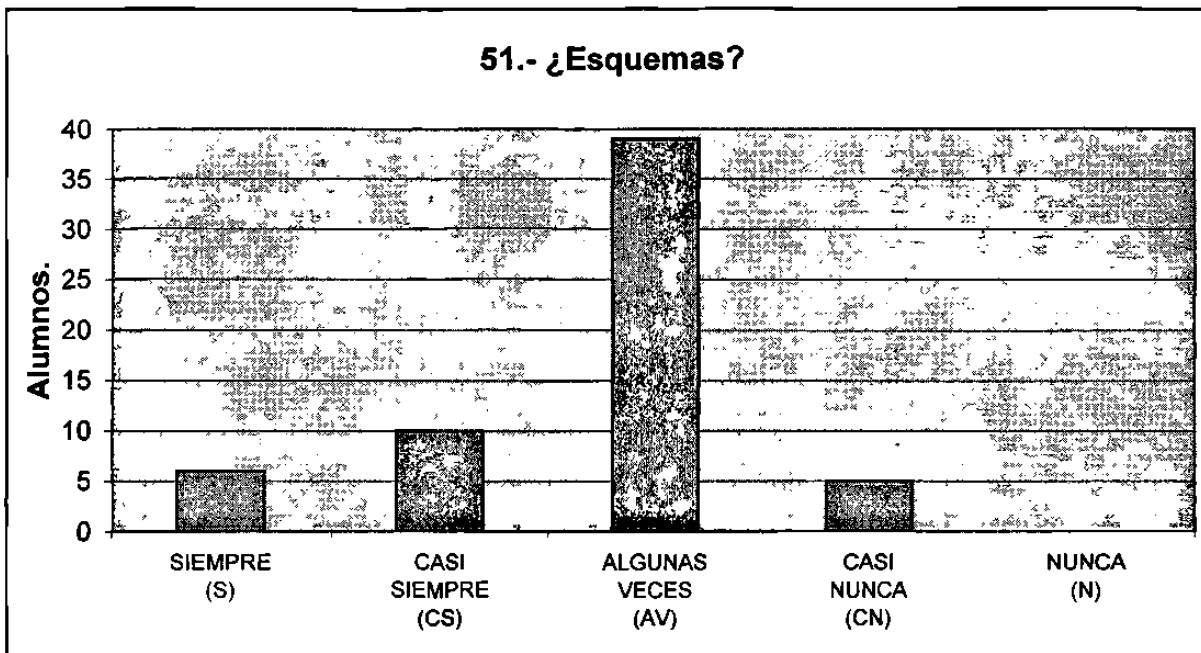 51.- ¿Esquemas?
Alumnos.
40
35
30
25
20
15
10
5
0
SIEMPRE
(S)
CASI
SIEMPRE
(CS)
ALGUNAS
VECES
(AV)
CASI
NUNCA
(CN)
NUNCA
(N)